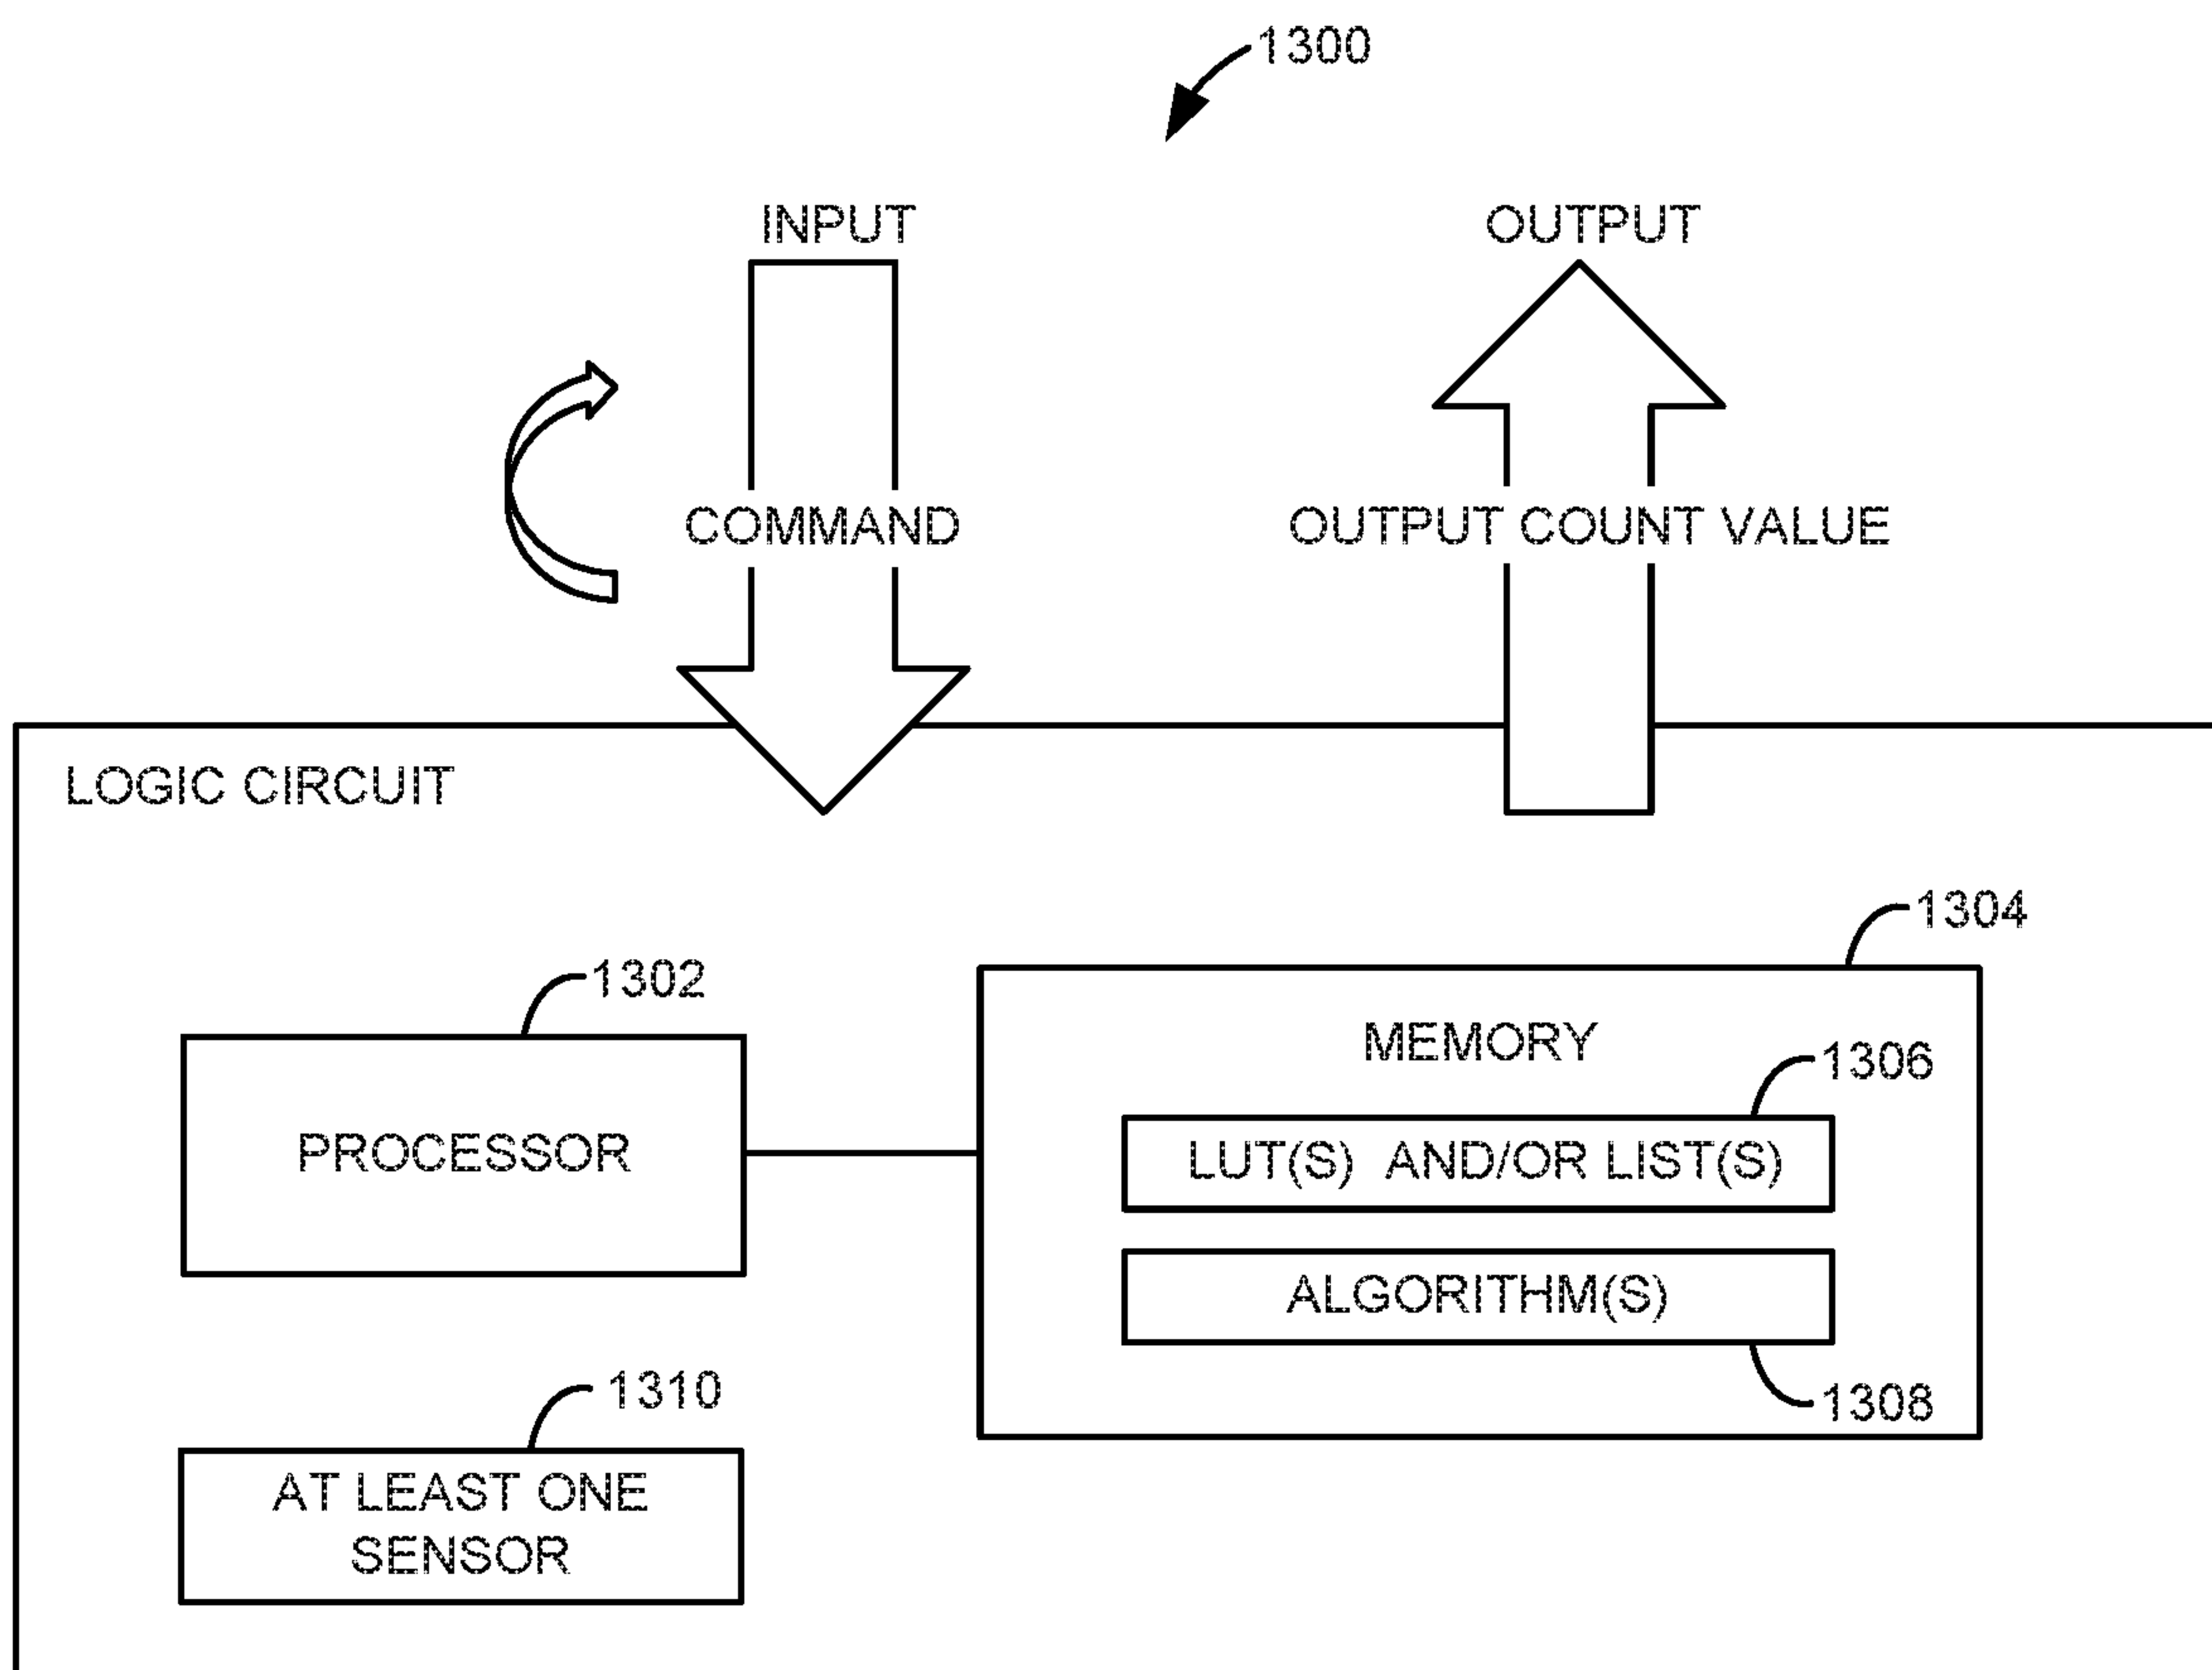 1300
INPUT
OUTPUT
COMMAND
OUTPUT COUNT VALUE
LOGIC CIRCUIT
1304
1302
MEMORY
1306
PROCESSOR
LUT(S) AND/OR LIST(S)
ALGORITHM(S)
1310
1308
AT LEAST ONE
SENSOR